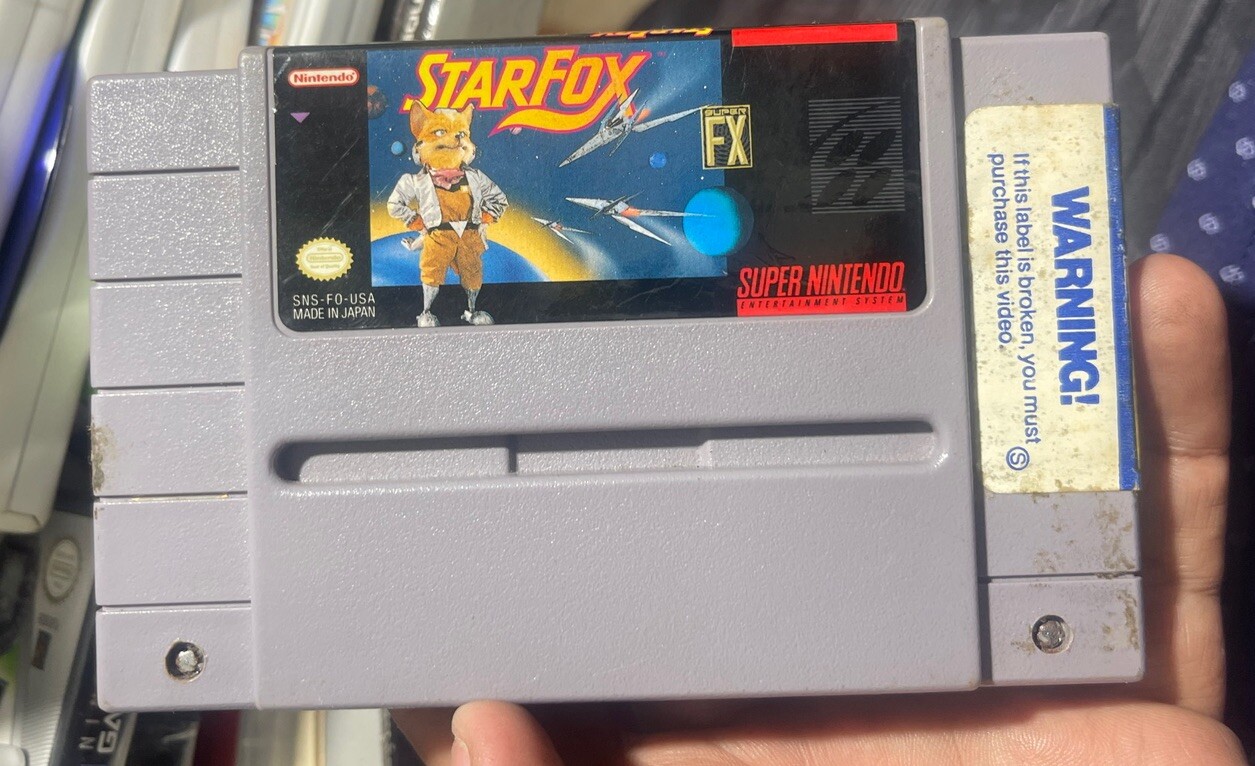 Nintendo
STARFOX
SUPER
FX
SNS-FO-USA
MADE IN JAPAN
SUPER NINTENDO
ENTERTAINMENT SYSTEM
WARNING!
If this label is broken, you must
purchase this video.
S